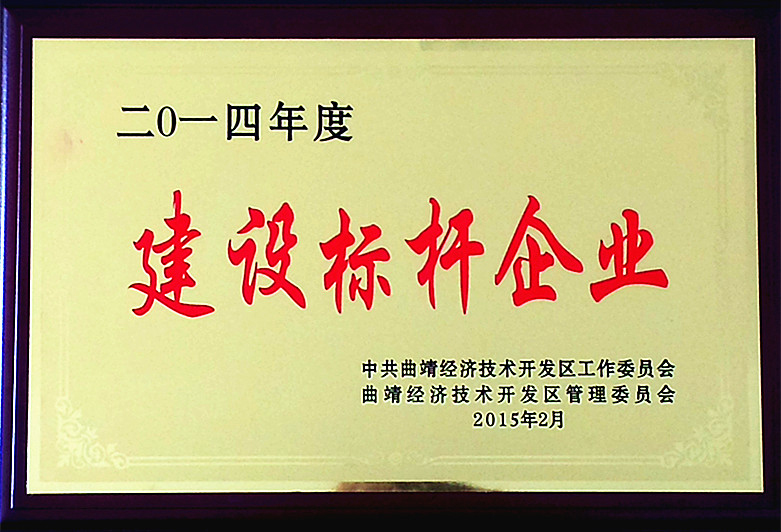 二0一四年度
建设标杆企业
中共曲靖经济技术开发区工作委员会
曲靖经济技术开发区管理委员会
2015年2月